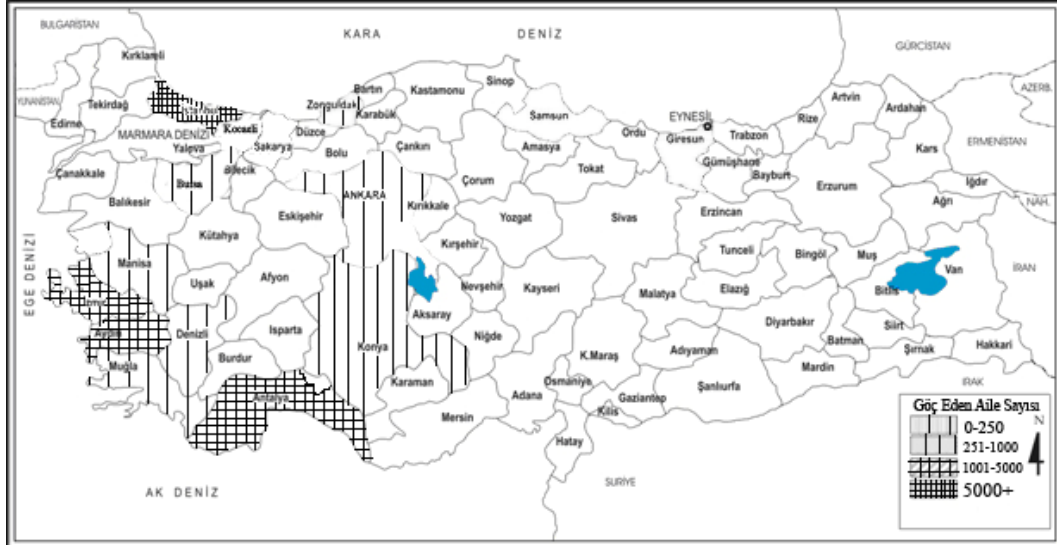 BULGARİSTAN
KARA DENİZ
GÜRCİSTAN
Kırklareli
YUNANİSTAN
Tekirdağ
Edirne
İstanbul
MARMARA DENİZİ
Kocaeli
Yalova
Sakarya
Düzce
Zonguldak
Bartın
Karabük
Kastamonu
Sinop
Samsun
Ordu
EYNESİL
Giresun
Trabzon
Rize
Artvin
Ardahan
AZERB.
Kars
ERMENİSTAN
Iğdır
NAH.
Çanakkale
Balıkesir
Bursa
Bilecik
Bolu
Çankırı
Amasya
Tokat
Çorum
Gümüşhane
Bayburt
Erzurum
Ağrı
Eskişehir
ANKARA
Kırıkkale
Yozgat
Sivas
Erzincan
Kütahya
Kırşehir
Tunceli
Bingöl
Muş
Van
İRAN
EGE DENİZİ
Manisa
Uşak
Afyon
Nevşehir
Kayseri
Malatya
Elazığ
Bitlis
İzmir
Aksaray
Aydın
Denizli
Isparta
Konya
Niğde
Diyarbakır
Siirt
Batman
Şırnak
Hakkari
Muğla
Burdur
Karaman
K.Maraş
Adıyaman
Mardin
Antalya
Osmaniye
Şanlıurfa
IRAK
Adana
Gaziantep
Kilis
Mersin
Hatay
SURİYE
AK DENİZ
Göç Eden Aile Sayısı
N
0-250
251-1000
1001-5000
5000+